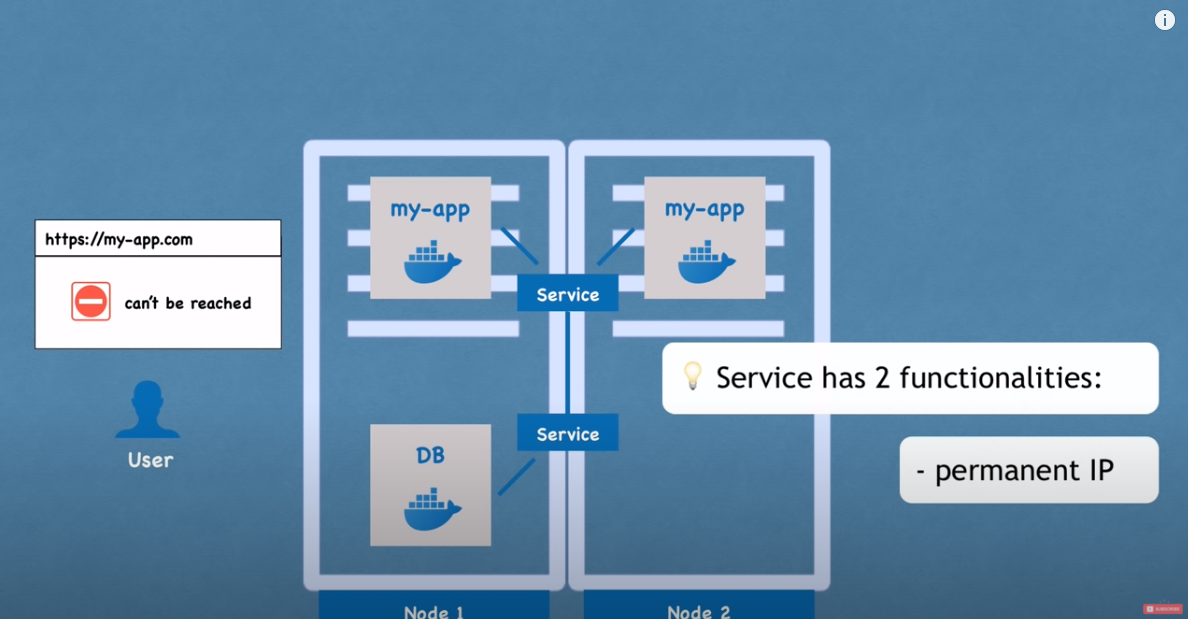 https://my-app.com
can't be reached
User
my-app
my-app
Service
Service
DB
Service has 2 functionalities:
- permanent IP
Node 1
Node 2
SUBSCRIBE
i